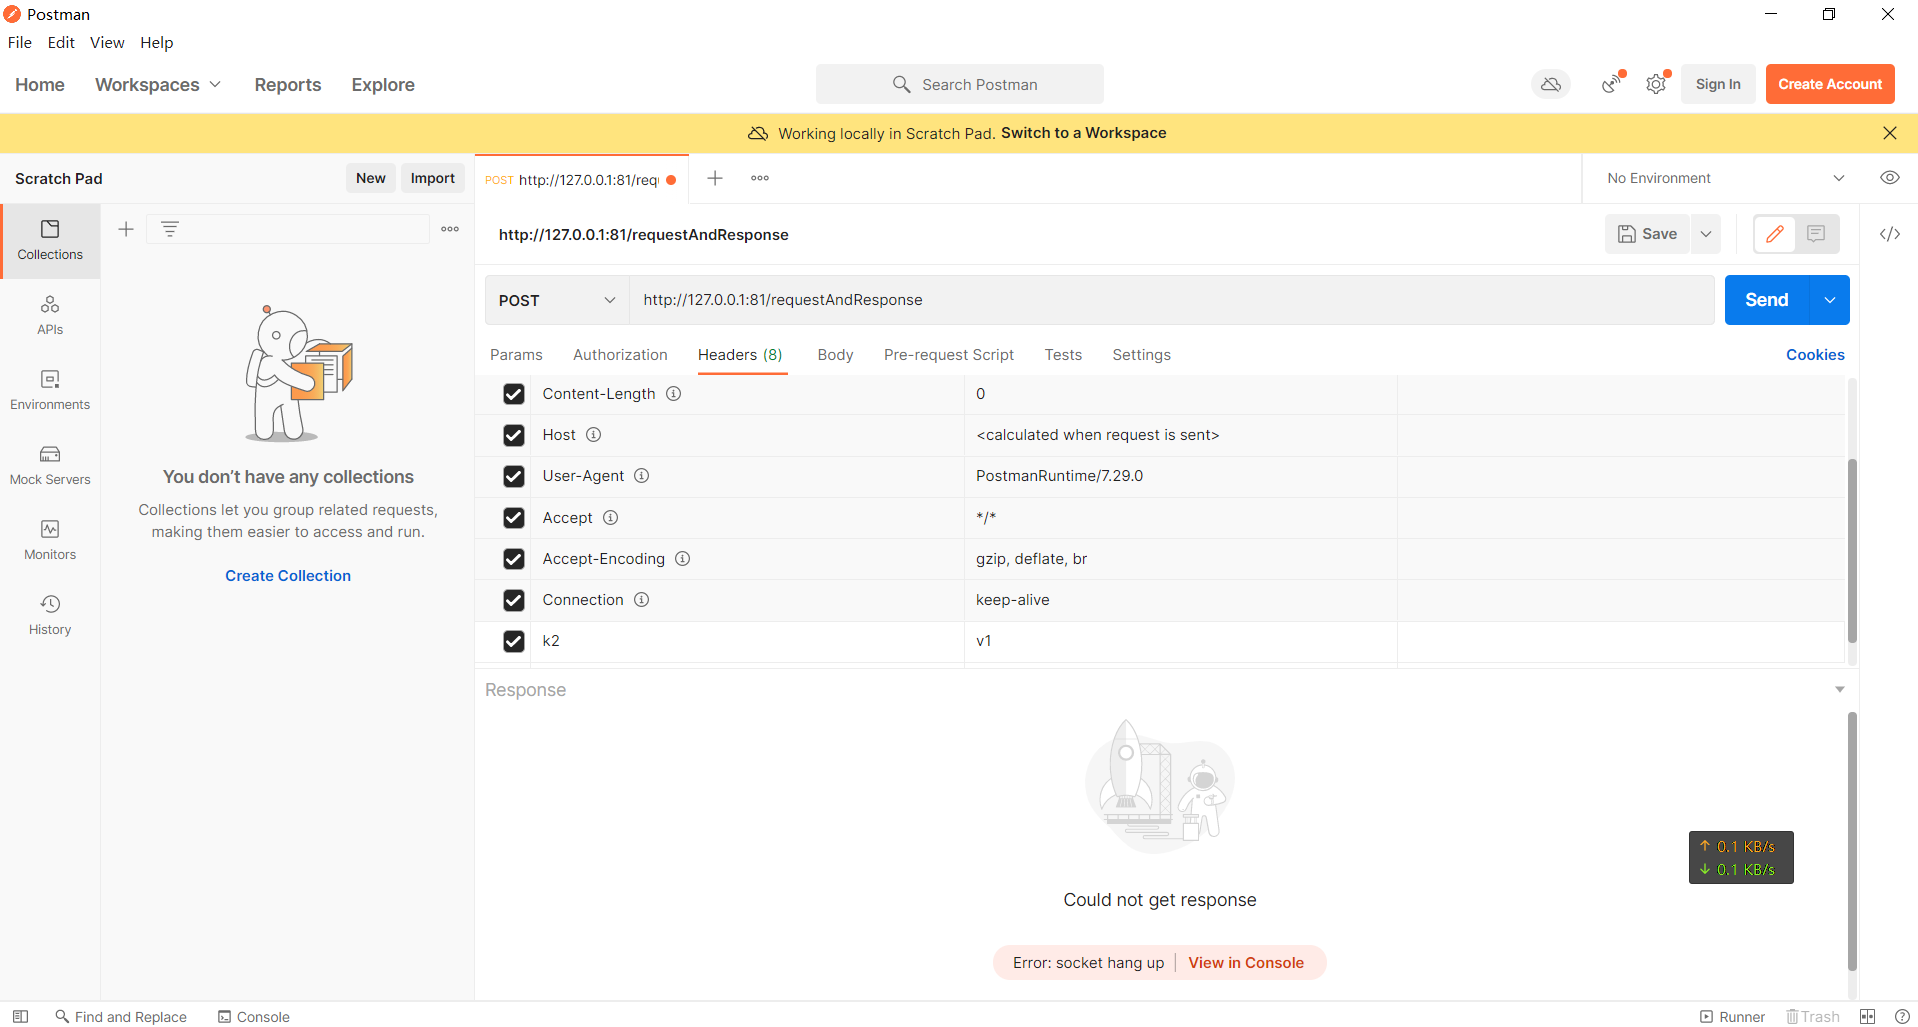 Postman
File Edit View Help
Home Workspaces Reports Explore
Search Postman
Sign In
Create Account
Working locally in Scratch Pad. Switch to a Workspace
Scratch Pad
New
Import
POST http://127.0.0.1:81/req
No Environment
Collections
APIs
Environments
Mock Servers
Monitors
History
You don’t have any collections
Collections let you group related requests,
making them easier to access and run.
Create Collection
http://127.0.0.1:81/requestAndResponse
Save
</>
POST http://127.0.0.1:81/requestAndResponse
Send
Params Authorization Headers (8) Body Pre-request Script Tests Settings
Cookies
Content-Length 0
Host <calculated when request is sent>
User-Agent PostmanRuntime/7.29.0
Accept */*
Accept-Encoding gzip, deflate, br
Connection keep-alive
k2 v1
Response
↑ 0.1 KB/s
↓ 0.1 KB/s
Could not get response
Error: socket hang up | View in Console
Find and Replace Console
Runner Trash